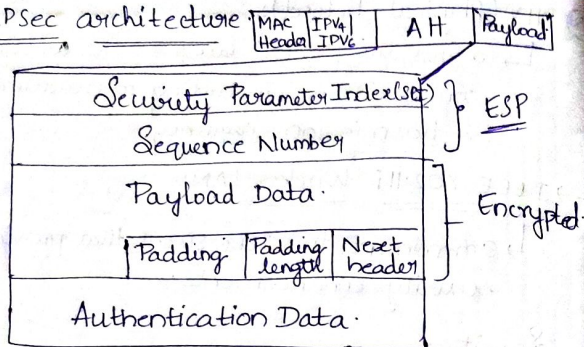 PSec architecture
MAC Header IPV4 IPV6 AH Payload
Security Parameter Index(
Sequence Number
ESP
Payload Data.
Encrypted.
Padding Padding length Next header
Authentication Data.